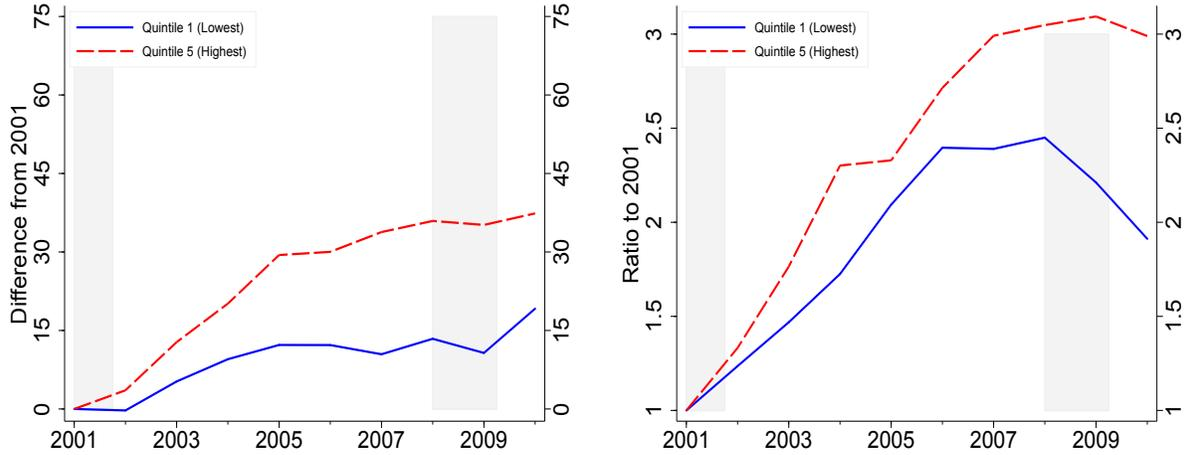 Quintile 1 (Lowest)
Quintile 5 (Highest)
Difference from 2001
75
60
45
30
15
0
75
60
45
30
15
0
2001 2003 2005 2007 2009
Quintile 1 (Lowest)
Quintile 5 (Highest)
Ratio to 2001
3
2.5
2
1.5
1
3
2.5
2
1.5
1
2001 2003 2005 2007 2009